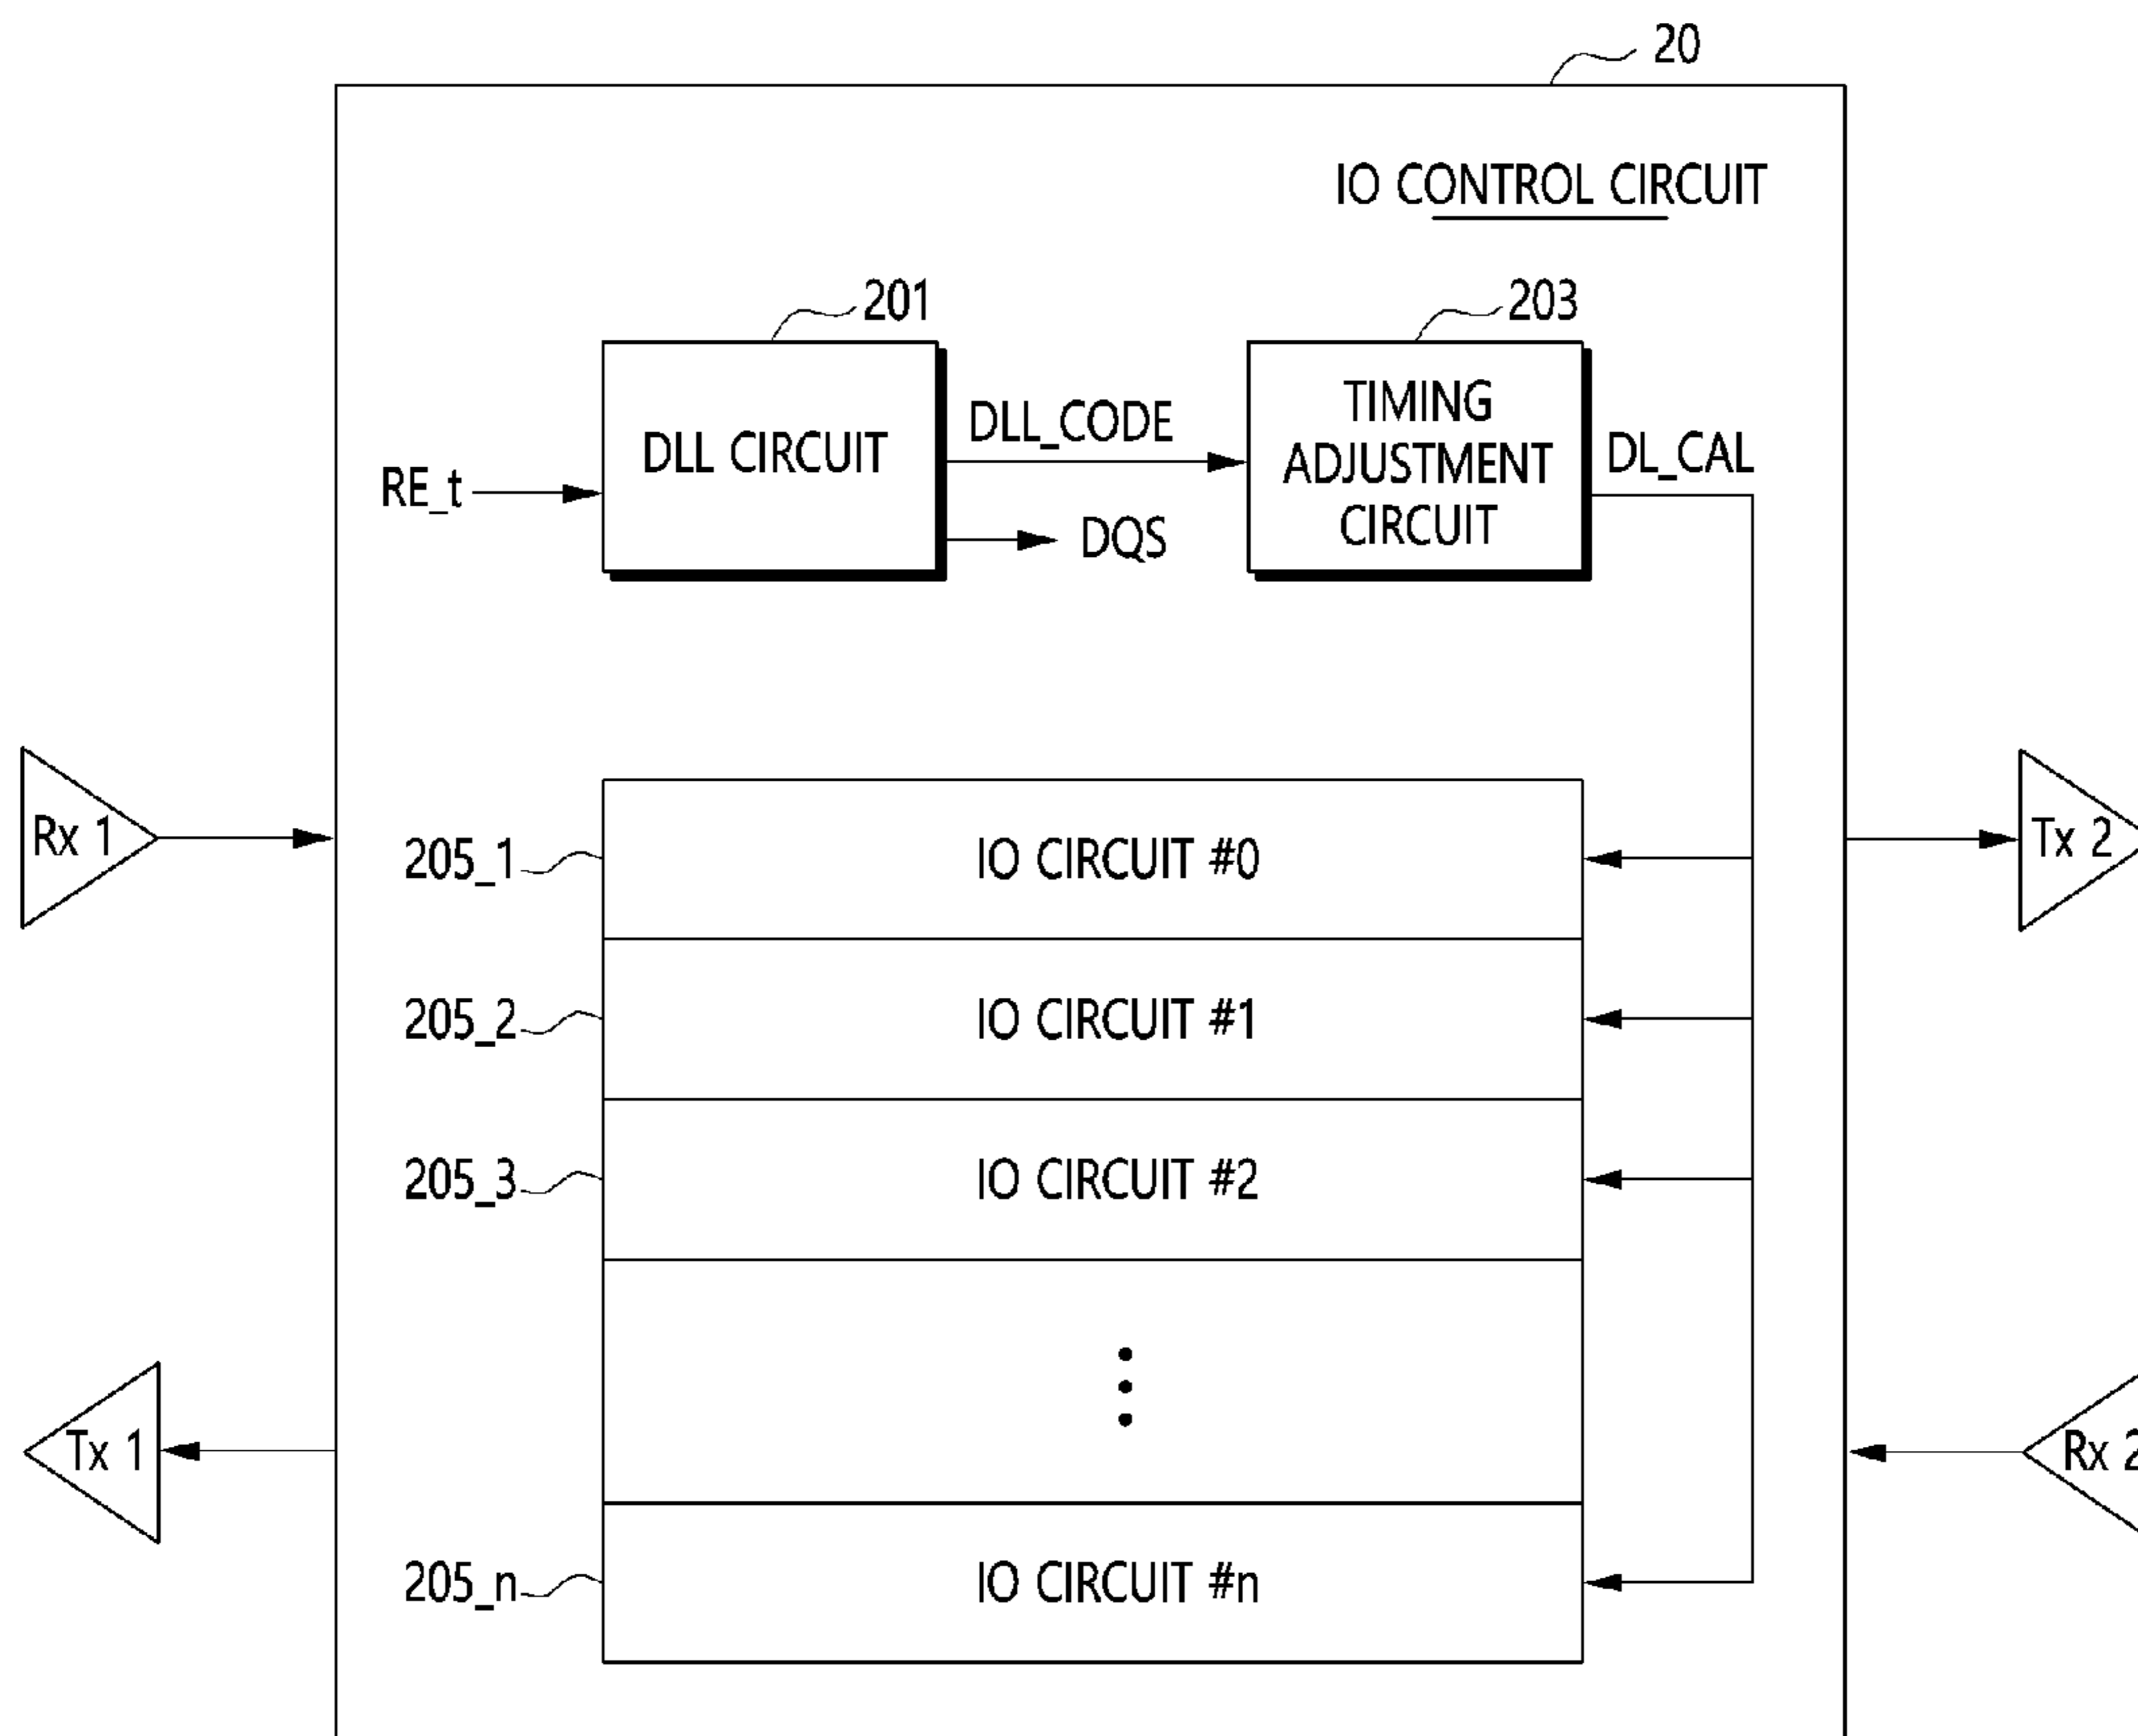 20
IO CONTROL CIRCUIT
201
203
DLL CIRCUIT
RE_t
DLL_CODE
DQS
TIMING
ADJUSTMENT
CIRCUIT
DL_CAL
Rx 1
Tx 2
205_1
IO CIRCUIT #0
205_2
IO CIRCUIT #1
205_3
IO CIRCUIT #2
Tx 1
Rx 2
205_n
IO CIRCUIT #n